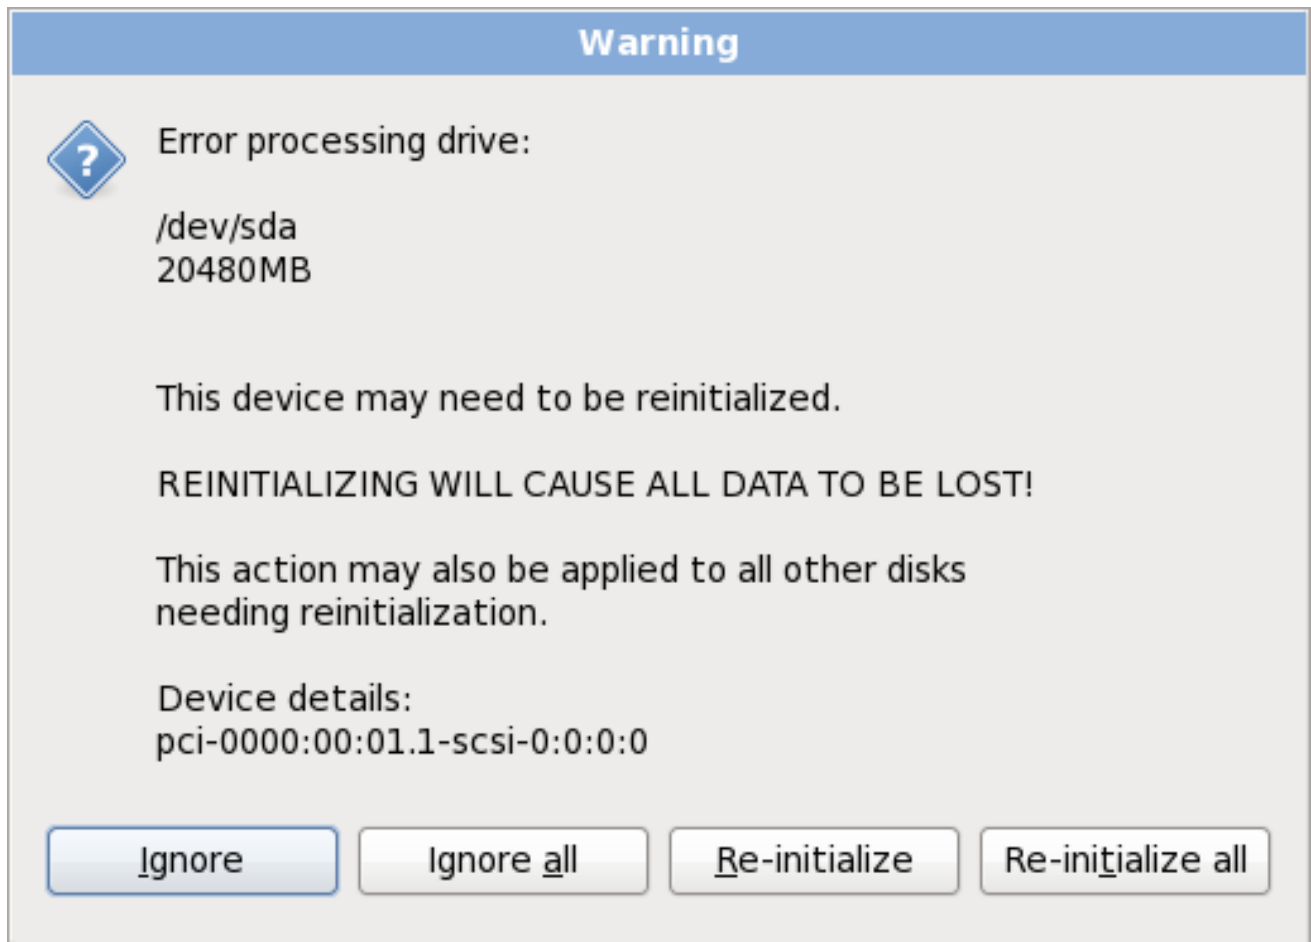 Warning
?
Error processing drive:
/dev/sda
20480MB
This device may need to be reinitialized.
REINITIALIZING WILL CAUSE ALL DATA TO BE LOST!
This action may also be applied to all other disks
needing reinitialization.
Device details:
pci-0000:00:01.1-scsi-0:0:0:0
Ignore
Ignore all
Re-initialize
Re-initialize all